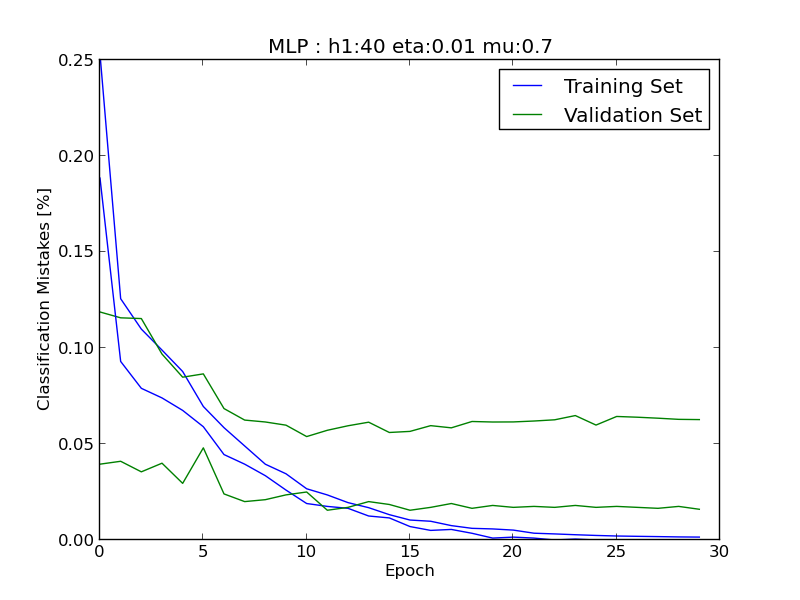 MLP : h1:40 eta:0.01 mu:0.7
Training Set
Validation Set
Classification Mistakes [%]
0.25
0.20
0.15
0.10
0.05
0.00
0 5 10 15 20 25 30
Epoch